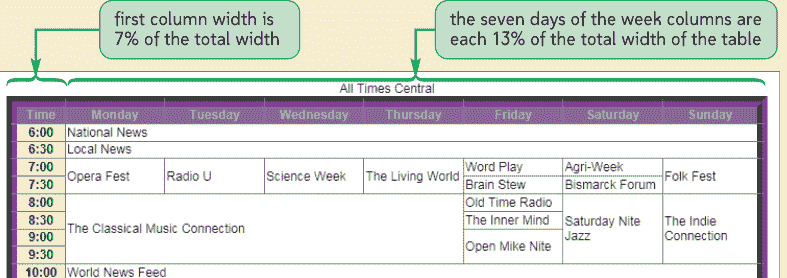 first column width is
7% of the total width
the seven days of the week columns are
each 13% of the total width of the table
All Times Central
Time Monday Tuesday Wednesday Thursday Friday Saturday Sunday
6:00 National News
6:30 Local News
7:00 Opera Fest Radio U Science Week The Living World Word Play Agri-Week Folk Fest
7:30 Brain Stew Bismarck Forum
8:00 The Classical Music Connection Old Time Radio Saturday Nite Jazz The Indie Connection
8:30 The Inner Mind
9:00 Open Mike Nite
9:30
10:00 World News Feed